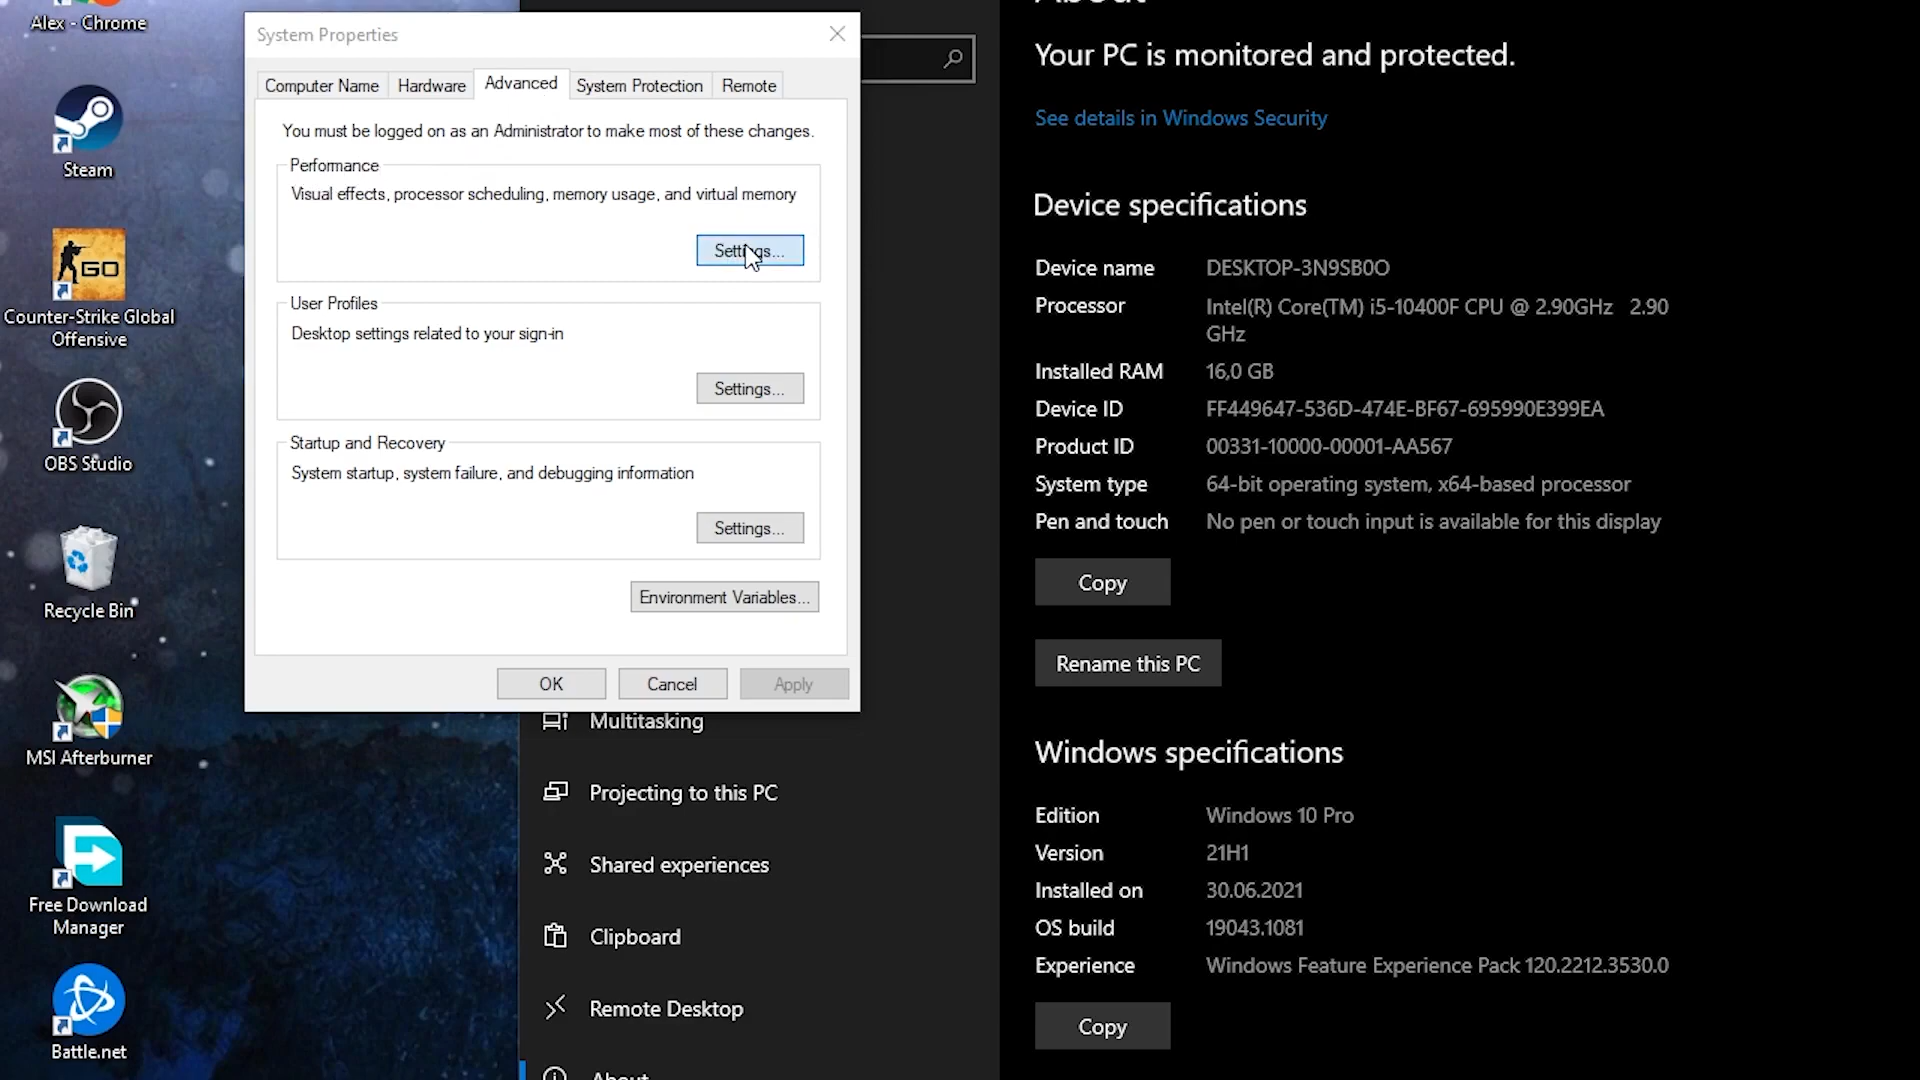 Alex - Chrome
Steam
GO
Counter-Strike Global
Offensive
OBS Studio
Recycle Bin
MSI Afterburner
Free Download
Manager
Battle.net
System Properties
Computer Name
Hardware
Advanced
System Protection
Remote
You must be logged on as an Administrator to make most of these changes.
Performance
Visual effects, processor scheduling, memory usage, and virtual memory
Settings...
User Profiles
Desktop settings related to your sign-in
Settings...
Startup and Recovery
System startup, system failure, and debugging information
Settings...
Environment Variables...
OK
Cancel
Apply
Multitasking
Projecting to this PC
Shared experiences
Clipboard
Remote Desktop
About
About
Your PC is monitored and protected.
See details in Windows Security
Device specifications
Device name DESKTOP-3N9SB0O
Processor Intel(R) Core(TM) i5-10400F CPU @ 2.90GHz 2.90
GHz
Installed RAM 16,0 GB
Device ID FF449647-536D-474E-BF67-695990E399EA
Product ID 00331-10000-00001-AA567
System type 64-bit operating system, x64-based processor
Pen and touch No pen or touch input is available for this display
Copy
Rename this PC
Windows specifications
Edition Windows 10 Pro
Version 21H1
Installed on 30.06.2021
OS build 19043.1081
Experience Windows Feature Experience Pack 120.2212.3530.0
Copy